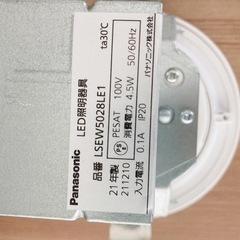 Panasonic
LED照明器具
品番 LSEW5028LE1
PESAT 100V 50/60Hz
消費電力 4.5W
21年製
211210
入力電流 0.1A IP20
ta30℃
パナソニック株式会社
PS
E